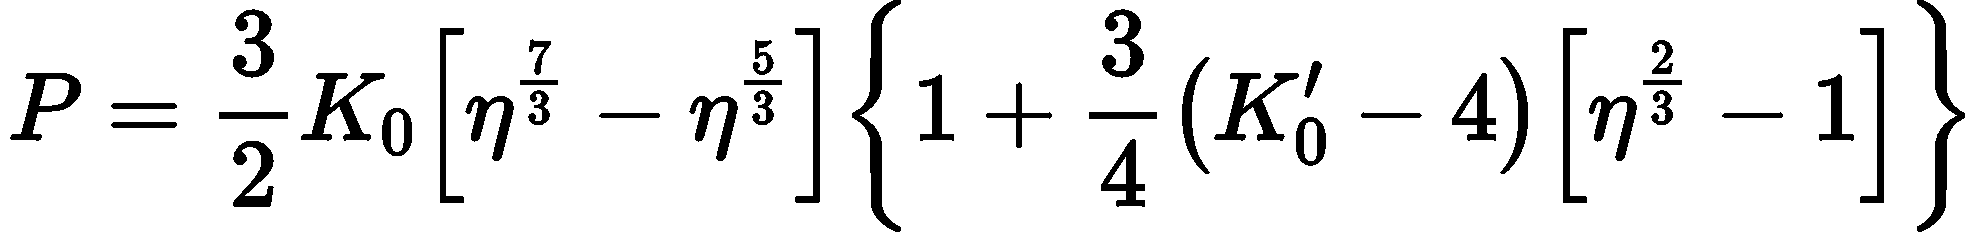 P = \frac{3}{2} K_0 \left[ \eta^{\frac{7}{3}} - \eta^{\frac{5}{3}} \right] \left\{ 1 + \frac{3}{4} \left( K_0' - 4 \right) \left[ \eta^{\frac{2}{3}} - 1 \right] \right\}